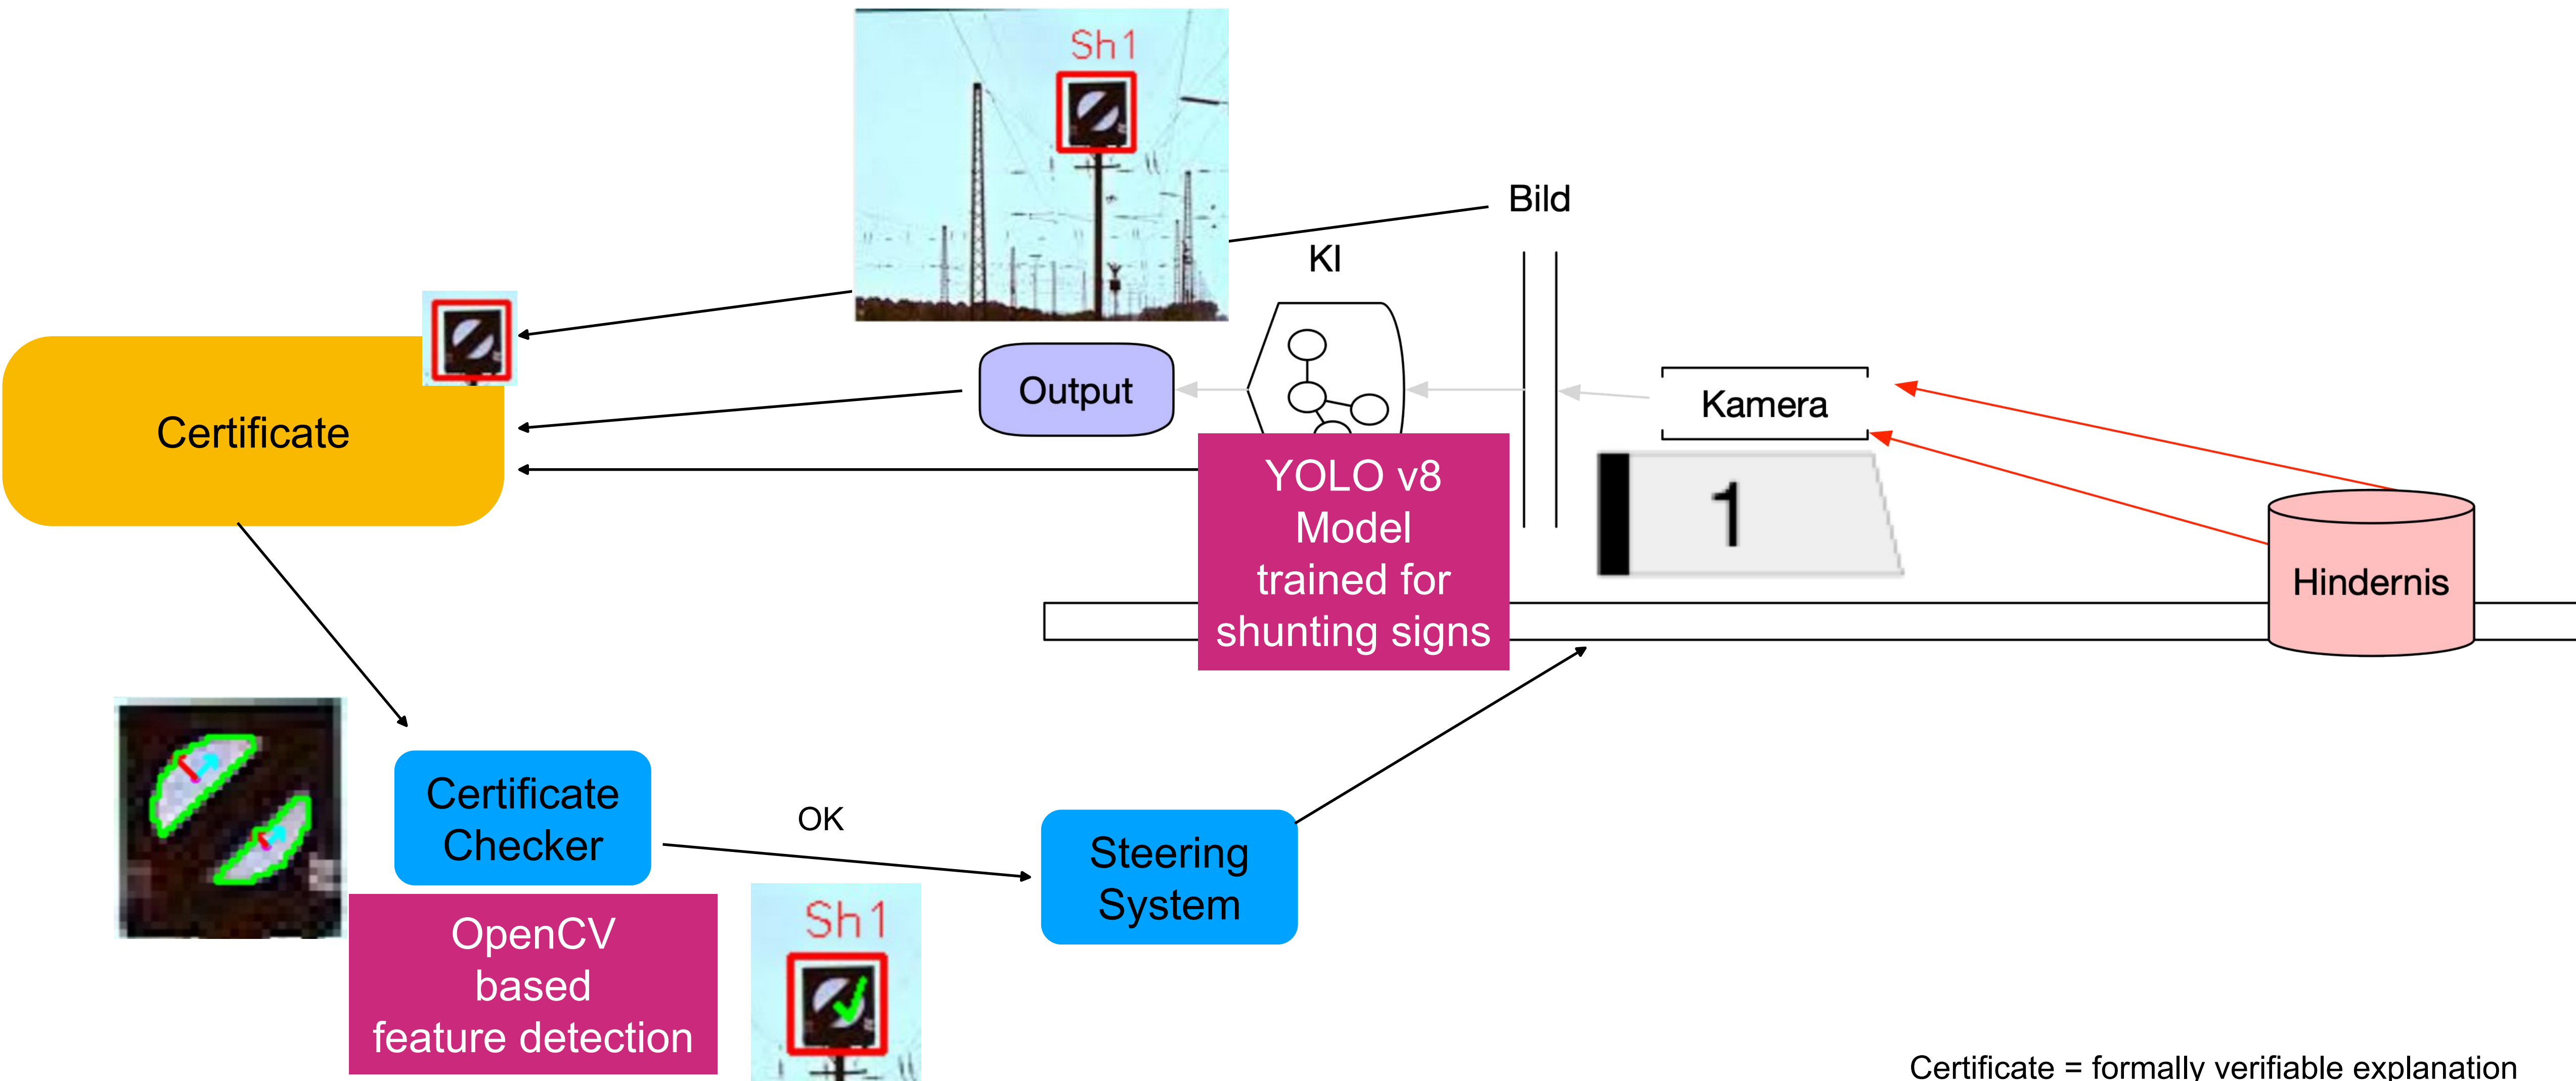 Sh1
Bild
KI
Certificate
Output
Kamera
YOLO v8
Model
trained for
shunting signs
1
Hindernis
Certificate
Checker
OK
Steering
System
OpenCV
based
feature detection
Sh1
Certificate = formally verifiable explanation